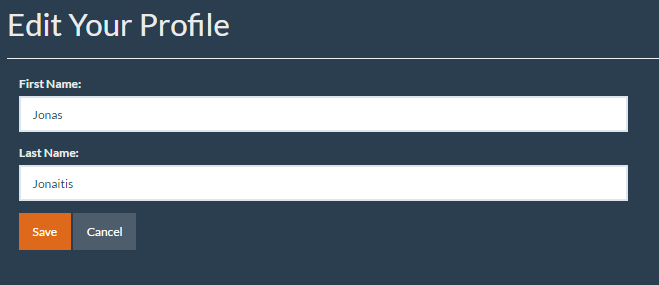 Edit Your Profile
First Name:
Jonas
Last Name:
Jonaitis
Save Cancel